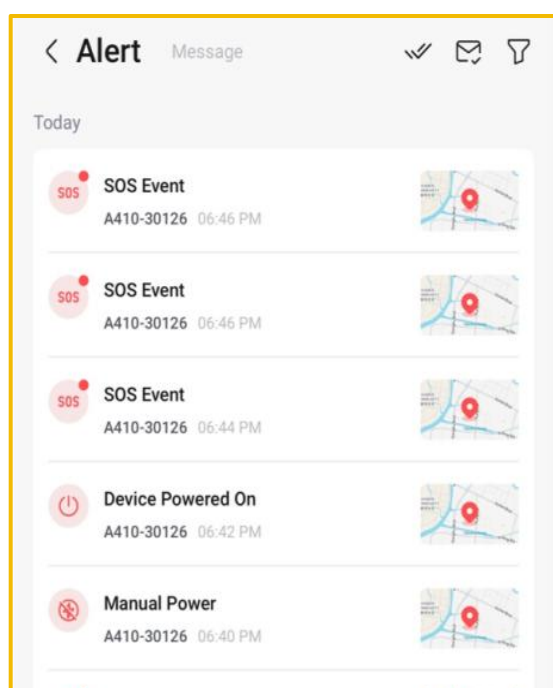 Alert Message
Today
SOS SOS Event
A410-30126 06:46 PM
SOS SOS Event
A410-30126 06:46 PM
SOS SOS Event
A410-30126 06:44 PM
Device Powered On
A410-30126 06:42 PM
Manual Power
A410-30126 06:40 PM